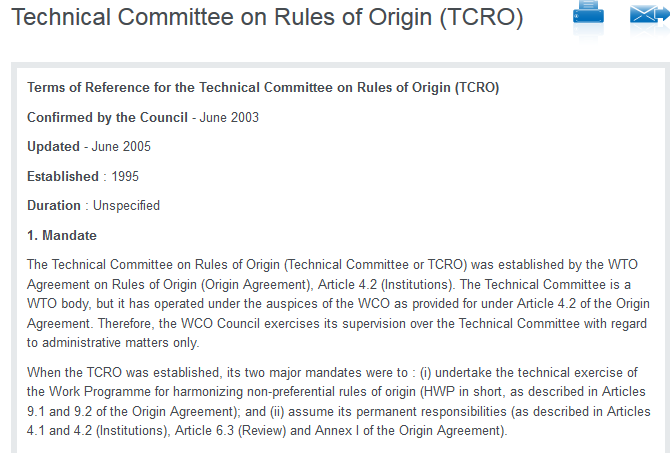 Technical Committee on Rules of Origin (TCRO)
Terms of Reference for the Technical Committee on Rules of Origin (TCRO)
Confirmed by the Council - June 2003
Updated - June 2005
Established : 1995
Duration : Unspecified
1. Mandate
The Technical Committee on Rules of Origin (Technical Committee or TCRO) was established by the WTO
Agreement on Rules of Origin (Origin Agreement), Article 4.2 (Institutions). The Technical Committee is a
WTO body, but it has operated under the auspices of the WCO as provided for under Article 4.2 of the Origin
Agreement. Therefore, the WCO Council exercises its supervision over the Technical Committee with regard
to administrative matters only.
When the TCRO was established, its two major mandates were to : (i) undertake the technical exercise of
the Work Programme for harmonizing non-preferential rules of origin (HWP in short, as described in Articles
9.1 and 9.2 of the Origin Agreement); and (ii) assume its permanent responsibilities (as described in Articles
4.1 and 4.2 (Institutions), Article 6.3 (Review) and Annex I of the Origin Agreement).